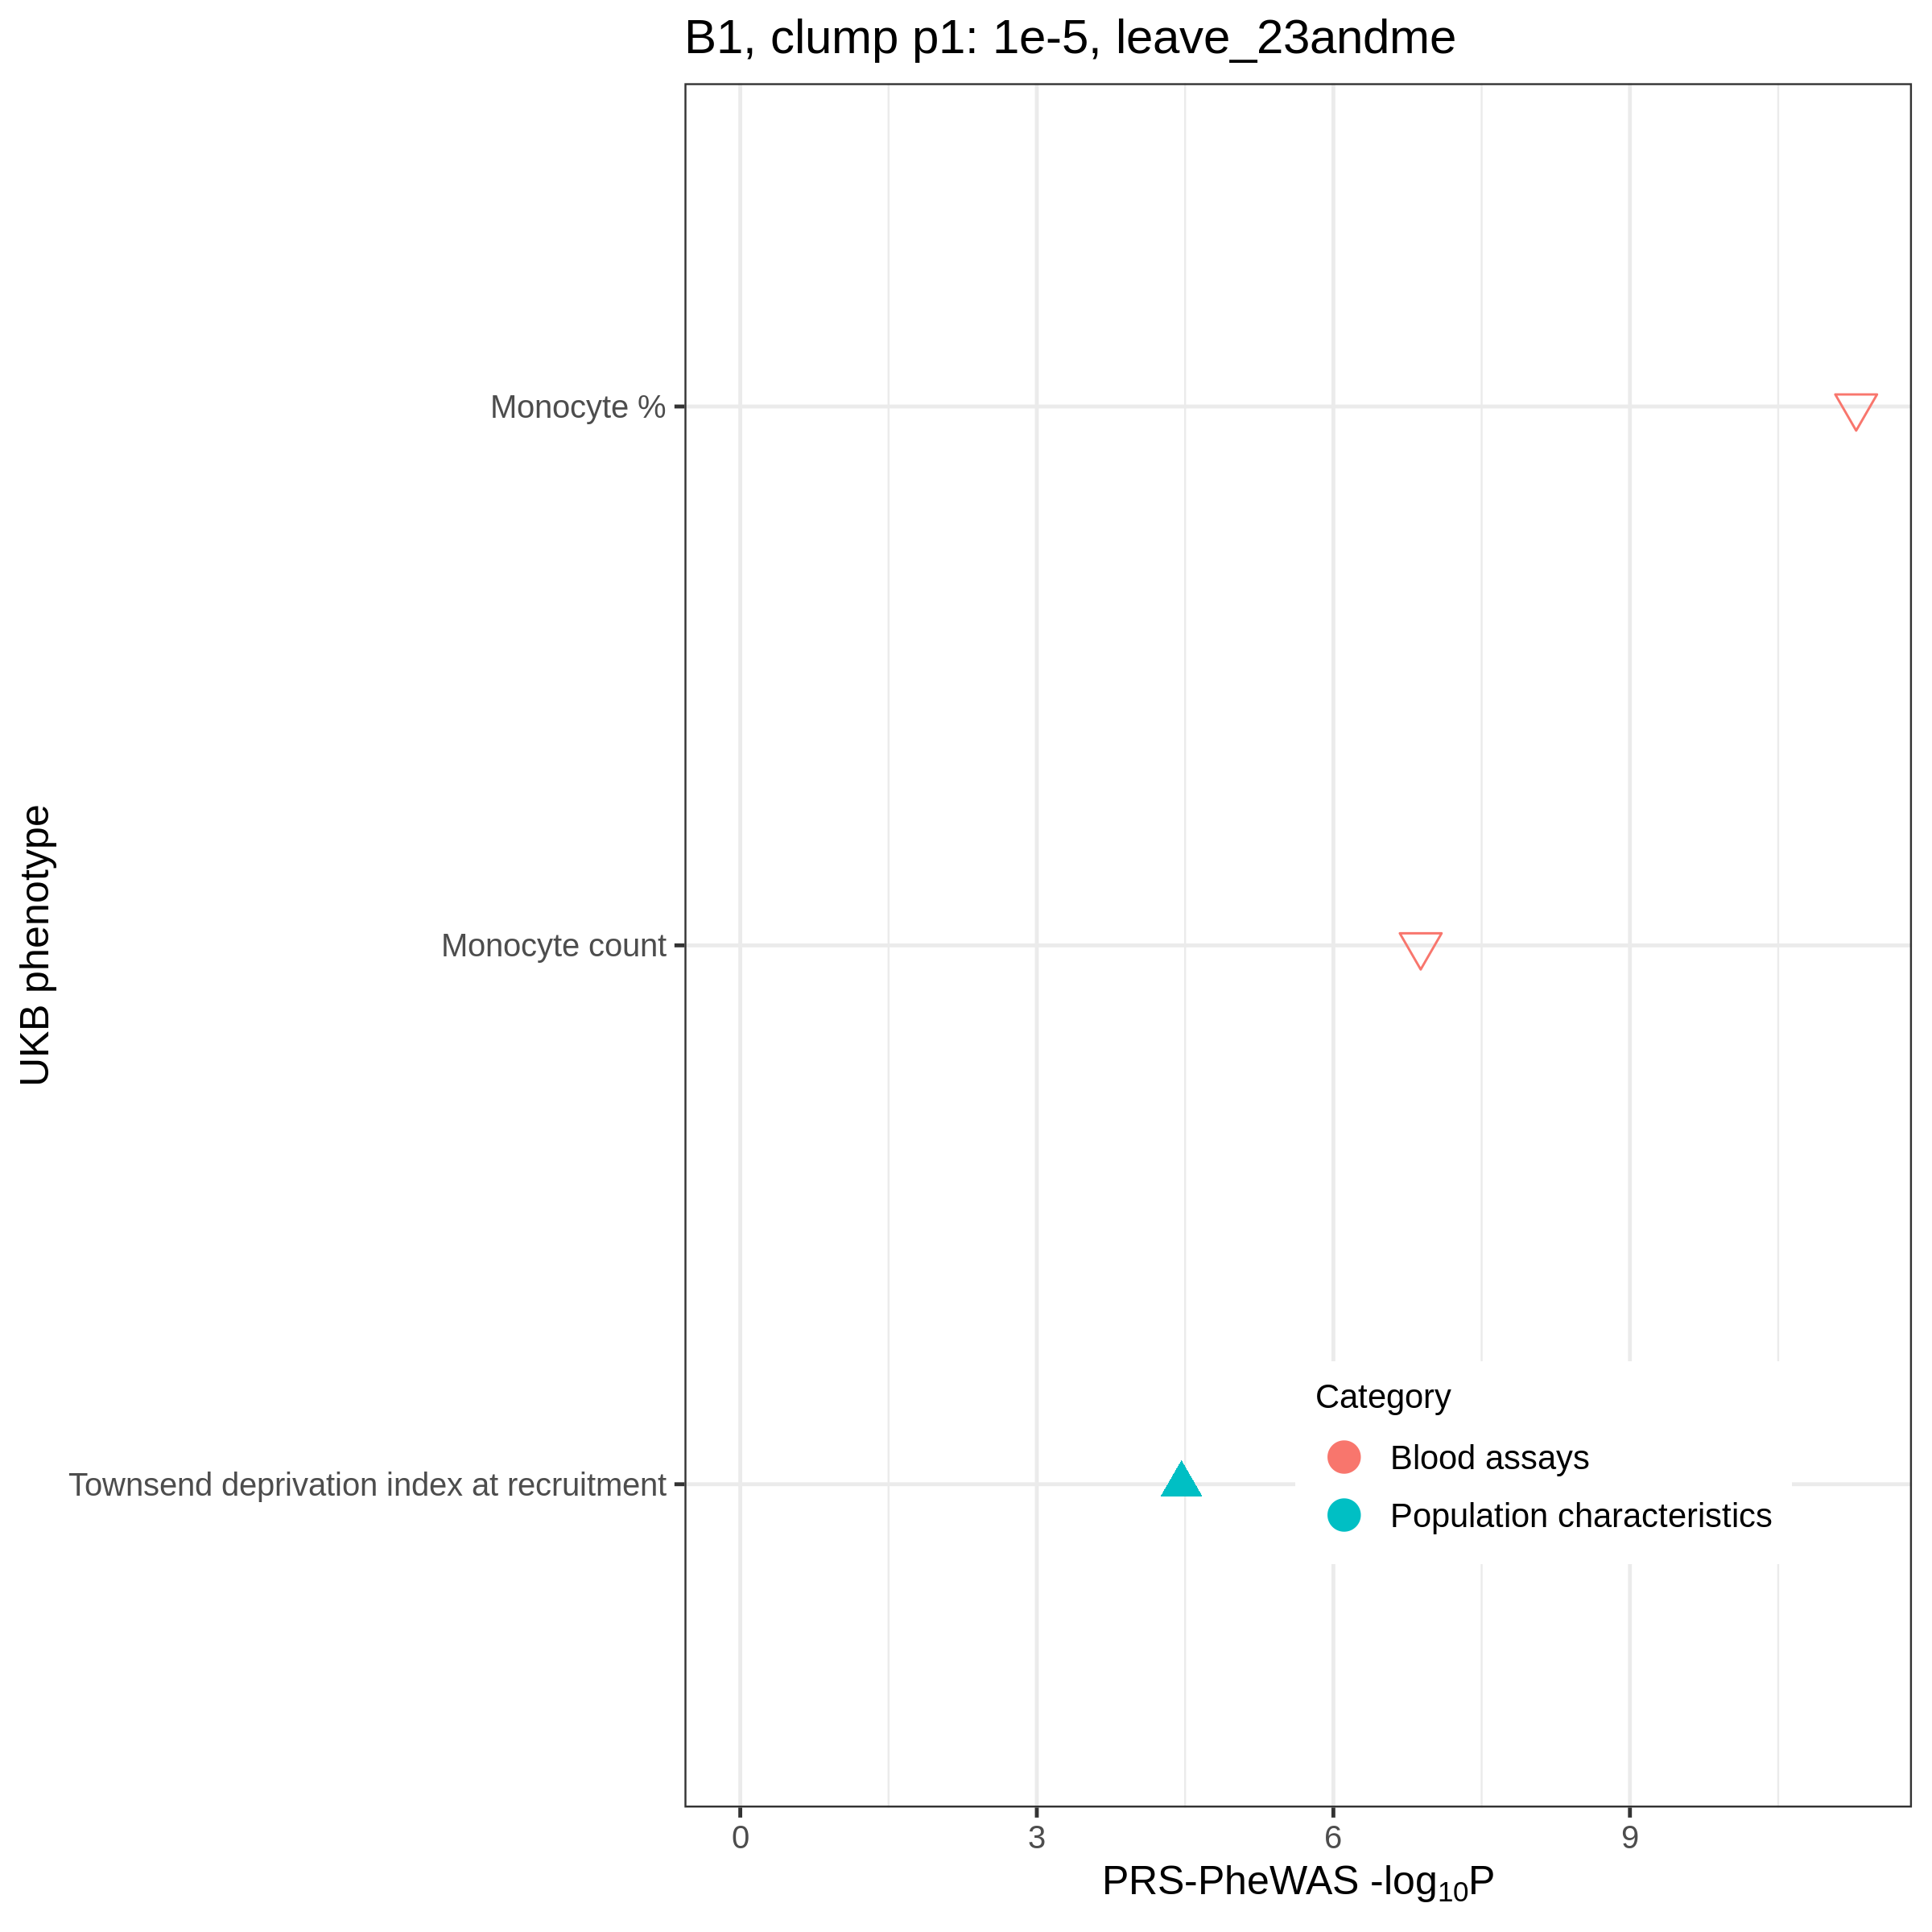 B1, clump p1: 1e-5, leave_23andme
UKB phenotype
Monocyte %
Monocyte count
Townsend deprivation index at recruitment
Category
Blood assays
Population characteristics
0 3 6 9
PRS-PheWAS -log10P